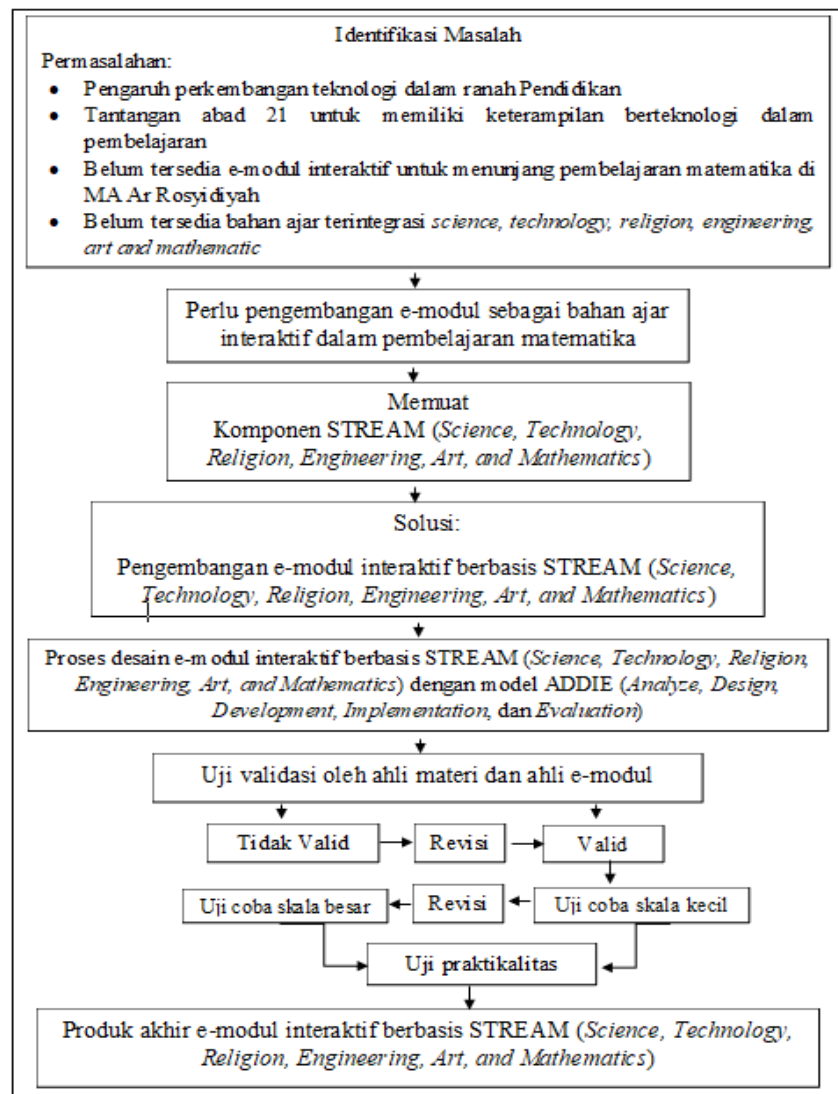 Identifikasi Masalah
Permasalahan:
• Pengaruh perkembangan teknologi dalam ranah Pendidikan
• Tantangan abad 21 untuk memiliki keterampilan berteknologi dalam
pembelajaran
• Belum tersedia e-modul interaktif untuk menunjang pembelajaran matematika di
MA Ar Rosyidiyah
• Belum tersedia bahan ajar terintegrasi science, technology, religion, engineering,
art and mathematic
Perlu pengembangan e-modul sebagai bahan ajar
interaktif dalam pembelajaran matematika
Memuat
Komponen STREAM (Science, Technology,
Religion, Engineering, Art, and Mathematics)
Solusi:
Pengembangan e-modul interaktif berbasis STREAM (Science,
Technology, Religion, Engineering, Art, and Mathematics)
Proses desain e-modul interaktif berbasis STREAM (Science, Technology, Religion,
Engineering, Art, and Mathematics) dengan model ADDIE (Analyze, Design,
Development, Implementation, dan Evaluation)
Uji validasi oleh ahli materi dan ahli e-modul
Tidak Valid
Revisi
Valid
Uji coba skala besar
Revisi
Uji coba skala kecil
Uji praktikalitas
Produk akhir e-modul interaktif berbasis STREAM (Science, Technology,
Religion, Engineering, Art, and Mathematics)